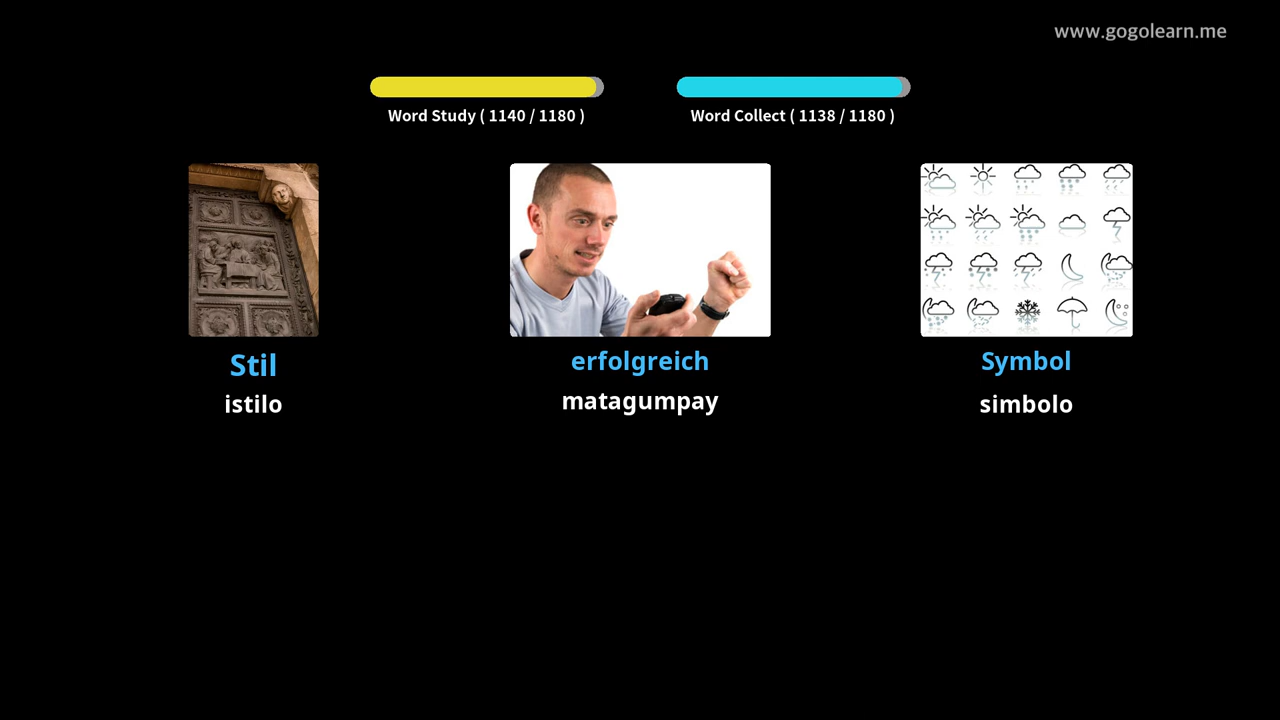 www.gogolearn.me
Word Study ( 1140 / 1180 )
Word Collect ( 1138 / 1180 )
Stil
istilo
erfolgreich
matagumpay
Symbol
simbolo